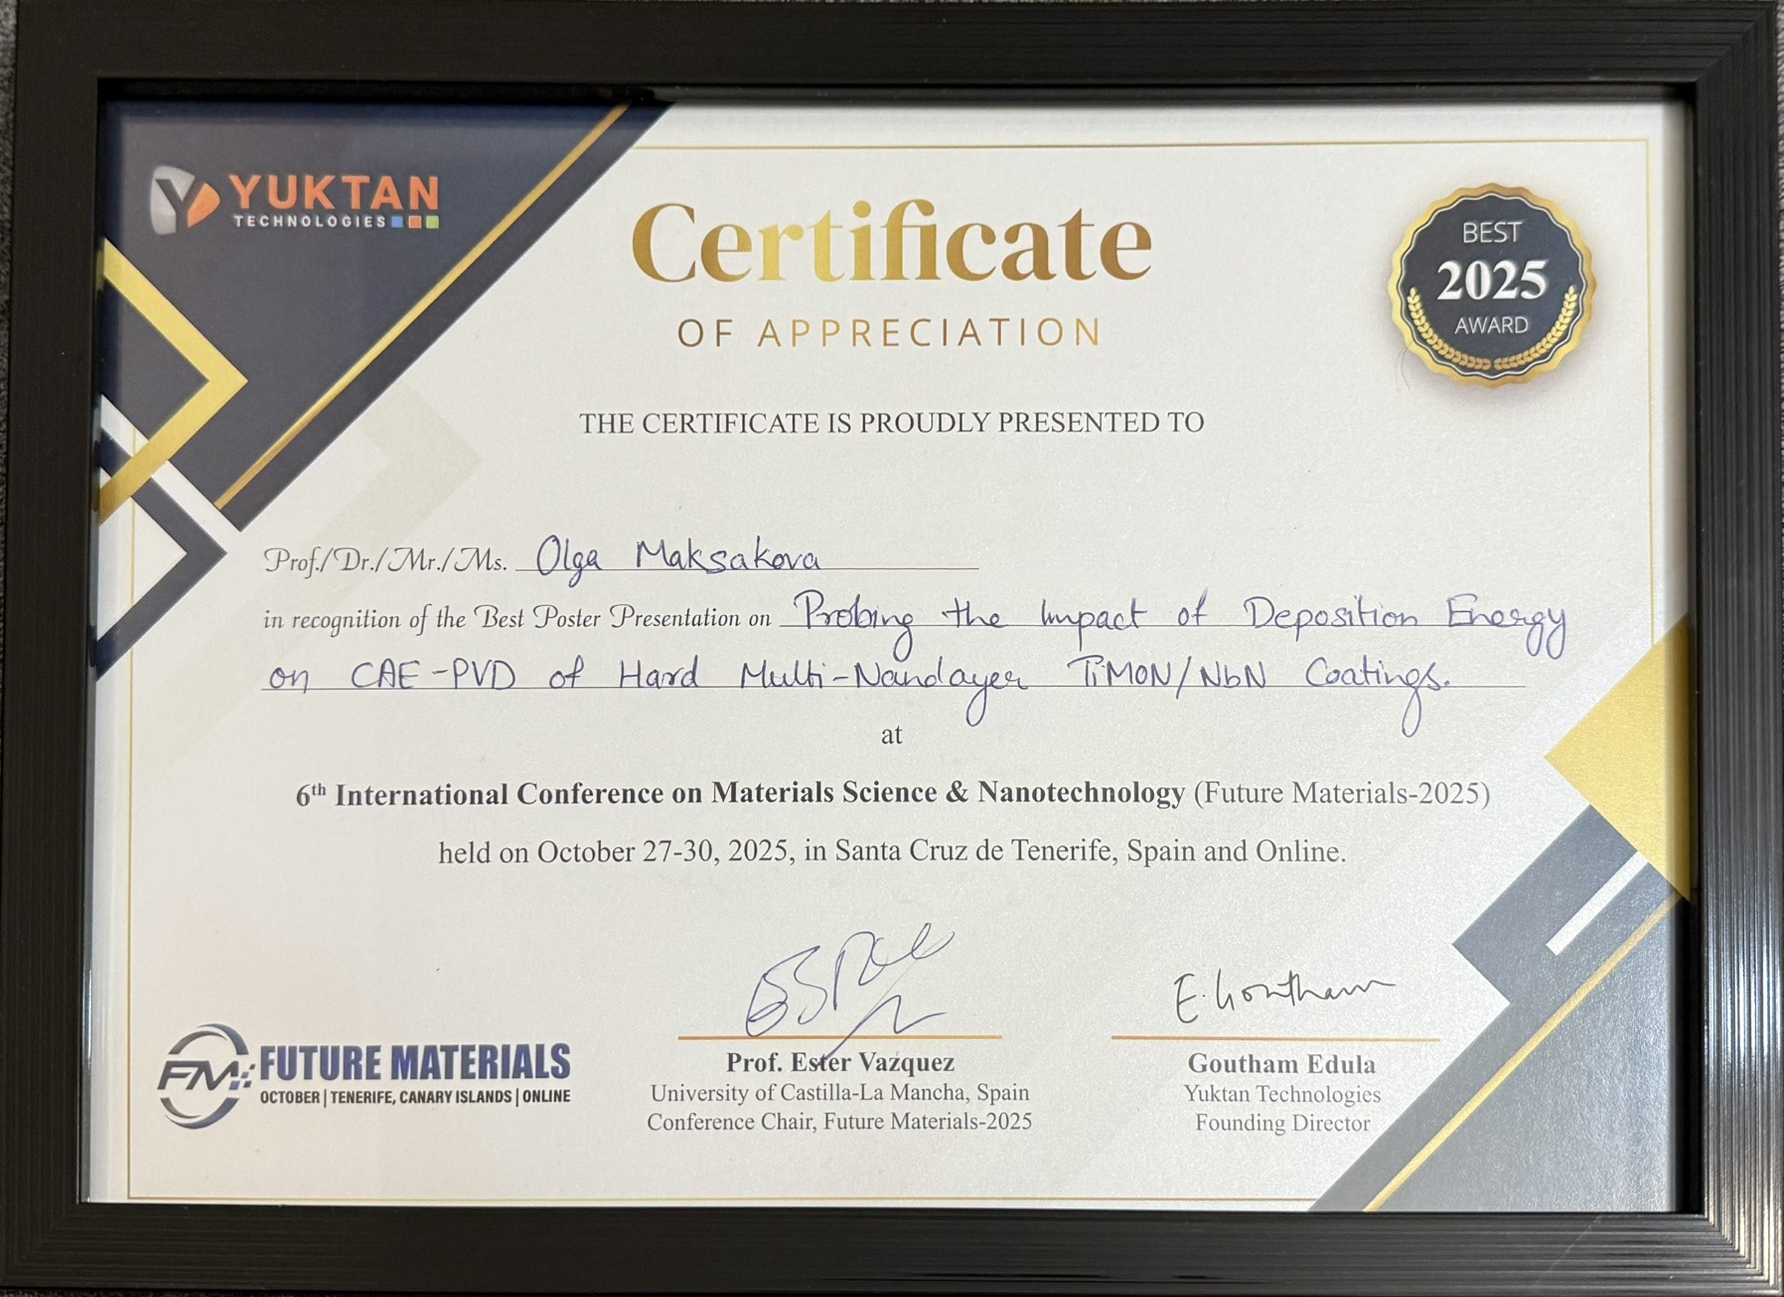 YUKTAN
TECHNOLOGIES
Certificate
OF APPRECIATION
BEST
2025
AWARD
THE CERTIFICATE IS PROUDLY PRESENTED TO
Prof./Dr./Mr./Ms. Olga Maksakova
in recognition of the Best Poster Presentation on Probing the Impact of Deposition Energy
on CAE-PVD of Hard Multi-Nanolayer TiMON/NbN Coatings.
at
6th International Conference on Materials Science & Nanotechnology (Future Materials-2025)
held on October 27-30, 2025, in Santa Cruz de Tenerife, Spain and Online.
E. Goutham
FM FUTURE MATERIALS
OCTOBER | TENERIFE, CANARY ISLANDS | ONLINE
Prof. Ester Vazquez
University of Castilla-La Mancha, Spain
Conference Chair, Future Materials-2025
Goutham Edula
Yuktan Technologies
Founding Director